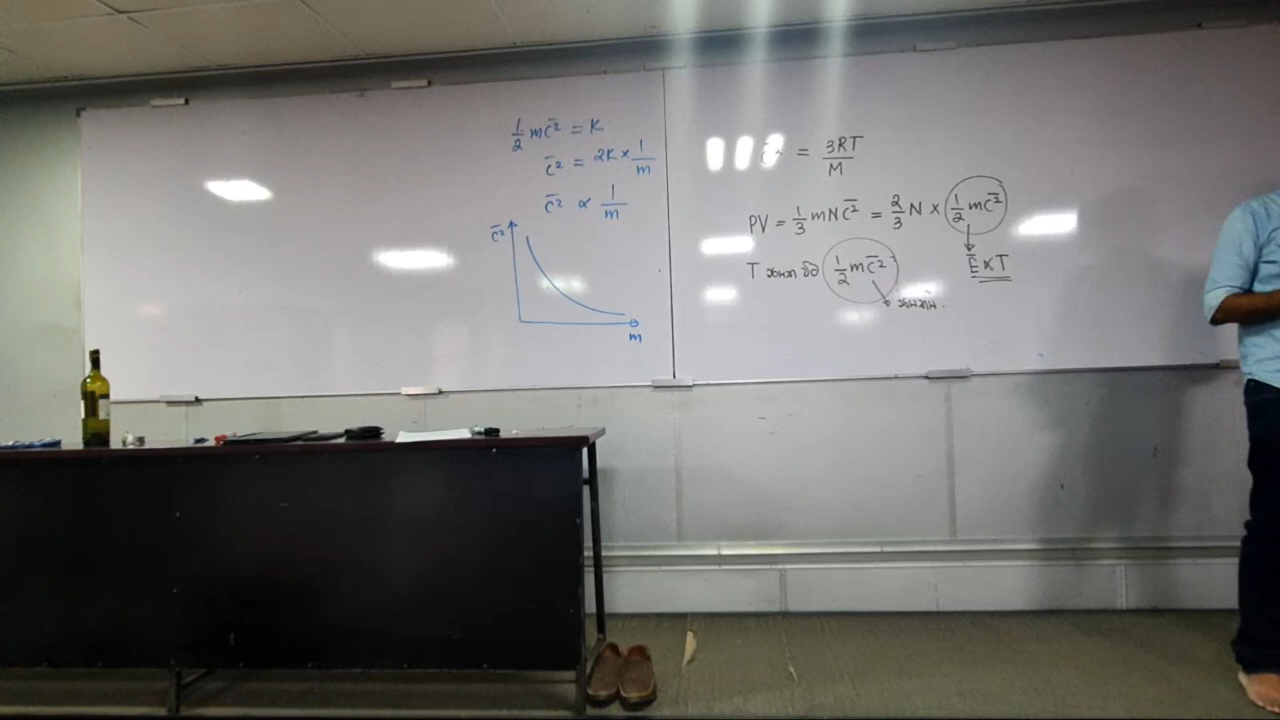 ½ mc̄² = K
c̄² = 2K × 1/m
c̄² ∝ 1/m
c̄²
m
c̄² = 3RT/M
PV = ⅓ mNc̄² = ⅔ N × ½ mc̄²
Ē ∝ T
T ½ mc̄²